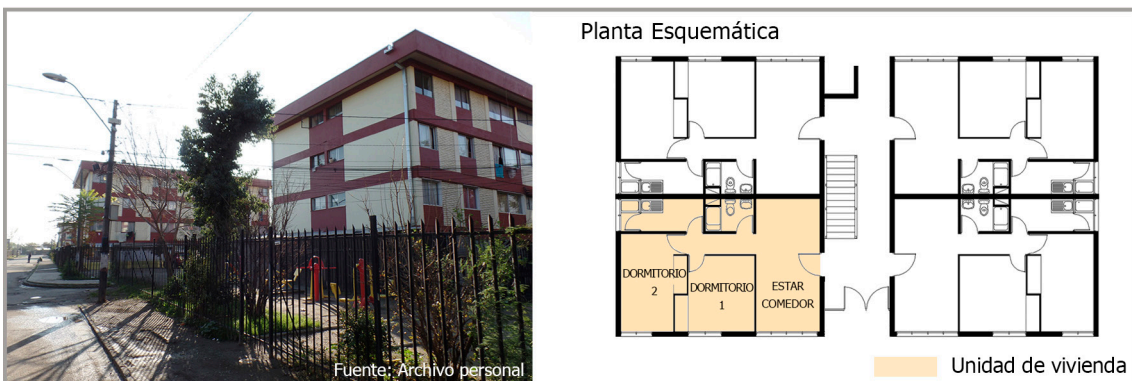 Fuente: Archivo personal
Planta Esquemática
DORMITORIO
2
DORMITORIO
1
ESTAR
COMEDOR
Unidad de vivienda